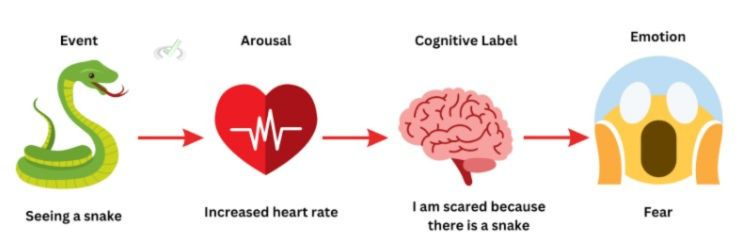 Event
Arousal
Cognitive Label
Emotion
Seeing a snake
Increased heart rate
I am scared because
there is a snake
Fear